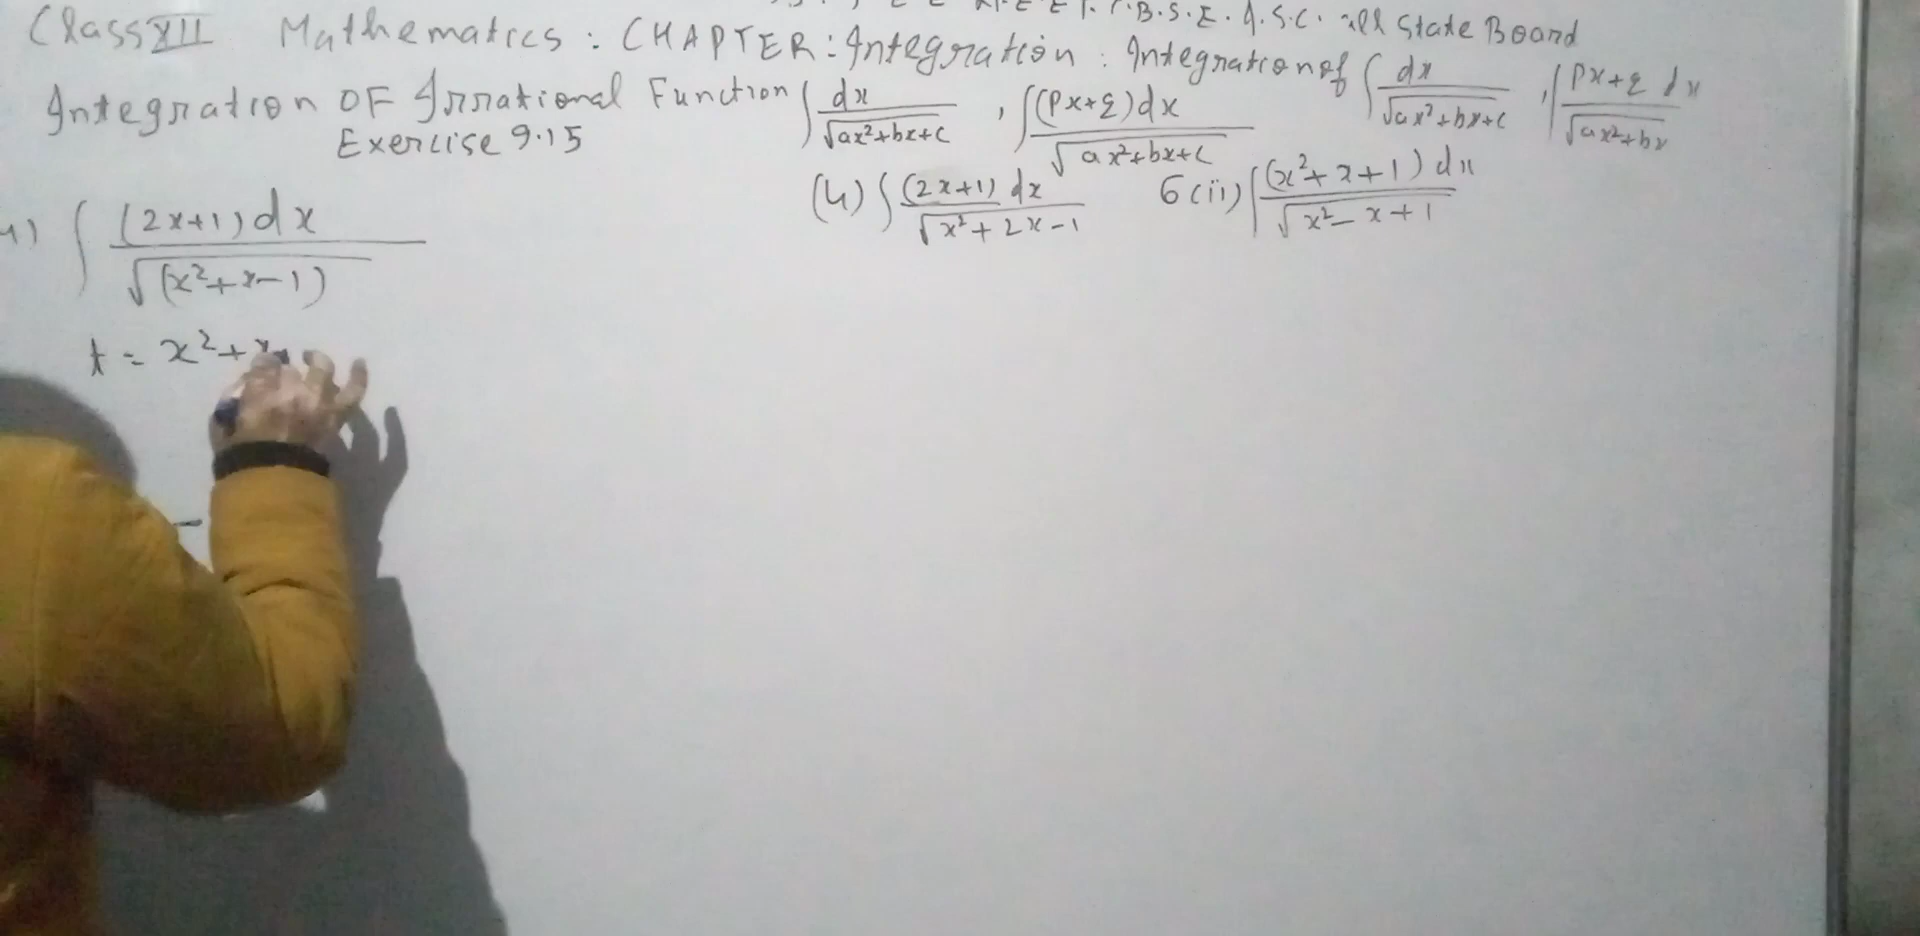 C.B.S.E. I.S.C. all State Board
Class XII Mathematics : CHAPTER : Integration : Integration of ∫ dx / √ax²+bx+c , ∫ px+q dx / √ax²+bx
Integration OF Irrational Function ∫ dx / √ax²+bx+c , ∫ (px+q)dx / √ax²+bx+c
Exercise 9.15
(4) ∫ (2x+1) dx / √x²+2x-1 6(ii) ∫ (x²+x+1) dx / √x²-x+1
4) ∫ (2x+1)dx / √(x²+x-1)
t = x²+x